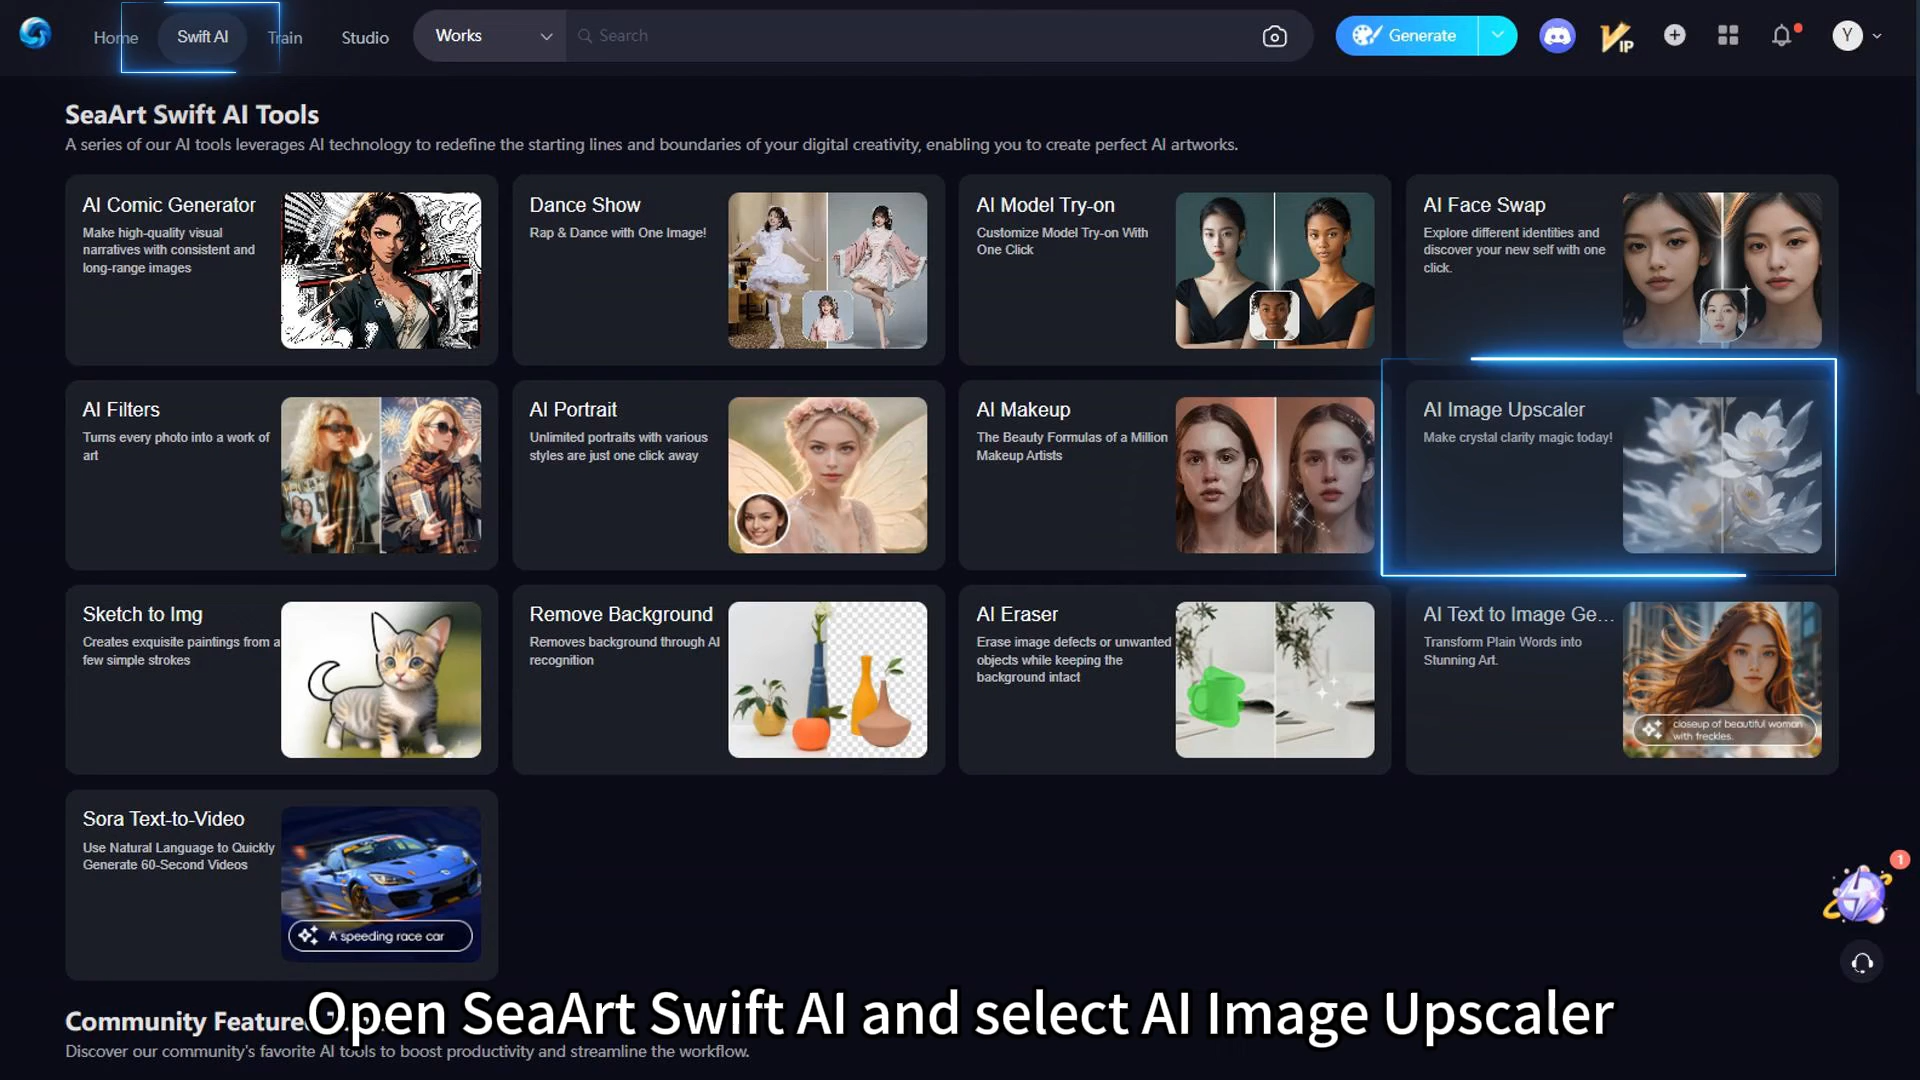 Home
Swift AI
Train
Studio
Works
Search
Generate
VIP
Y
SeaArt Swift AI Tools
A series of our AI tools leverages AI technology to redefine the starting lines and boundaries of your digital creativity, enabling you to create perfect AI artworks.
AI Comic Generator
Make high-quality visual
narratives with consistent and
long-range images
Dance Show
Rap & Dance with One Image!
AI Model Try-on
Customize Model Try-on With
One Click
AI Face Swap
Explore different identities and
discover your new self with one
click.
AI Filters
Turns every photo into a work of
art
AI Portrait
Unlimited portraits with various
styles are just one click away
AI Makeup
The Beauty Formulas of a Million
Makeup Artists
AI Image Upscaler
Make crystal clarity magic today!
Sketch to Img
Creates exquisite paintings from a
few simple strokes
Remove Background
Removes background through AI
recognition
AI Eraser
Erase image defects or unwanted
objects while keeping the
background intact
AI Text to Image Ge...
Transform Plain Words into
Stunning Art.
closeup of beautiful woman
with freckles.
Sora Text-to-Video
Use Natural Language to Quickly
Generate 60-Second Videos
A speeding race car
1
Open SeaArt Swift AI and select AI Image Upscaler
Community Feature
Discover our community's favorite AI tools to boost productivity and streamline the workflow.